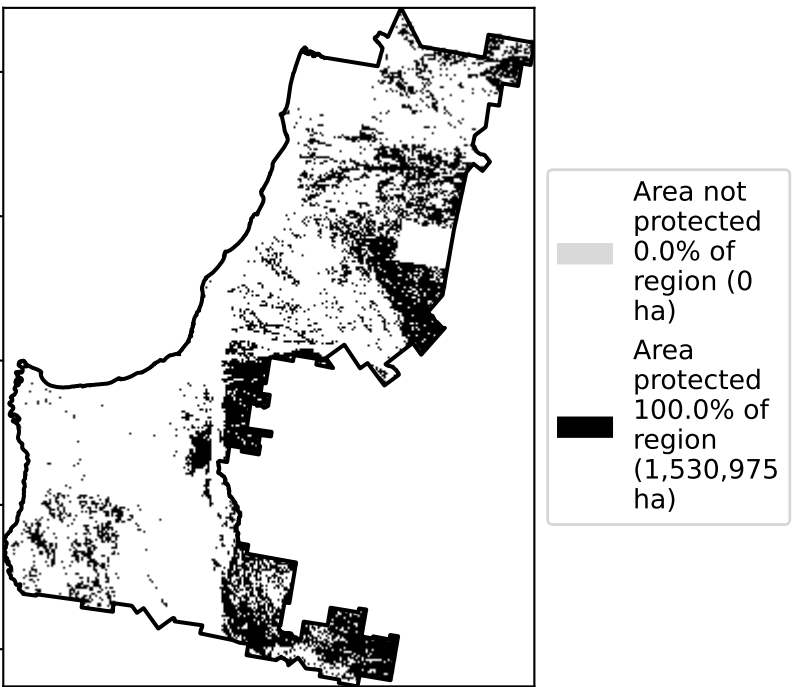 Area not
protected
0.0% of
region (0
ha)
Area
protected
100.0% of
region
(1,530,975
ha)